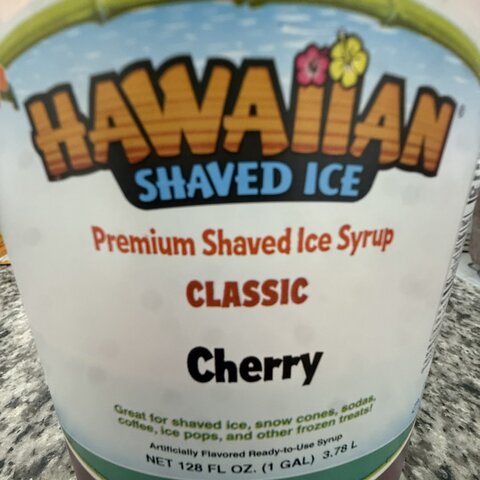 HAWAIIAN®
SHAVED ICE
Premium Shaved Ice Syrup
CLASSIC
Cherry
Great for shaved ice, snow cones, sodas,
coffee, ice pops, and other frozen treats!
Artificially Flavored Ready-to-Use Syrup
NET 128 FL OZ. (1 GAL) 3.78 L